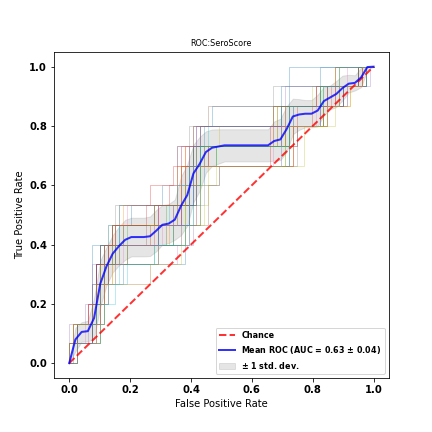 ROC:SeroScore
1.0
0.8
0.6
0.4
0.2
0.0
True Positive Rate
Chance
Mean ROC (AUC = 0.63 ± 0.04)
± 1 std. dev.
0.0 0.2 0.4 0.6 0.8 1.0
False Positive Rate